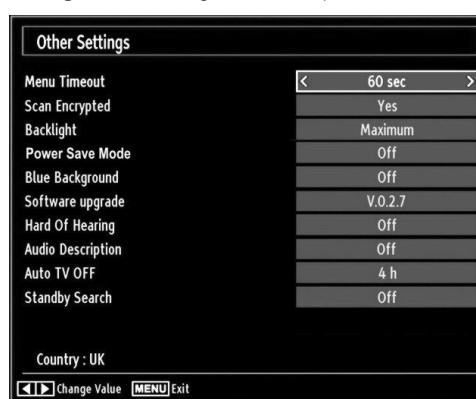 Other Settings
Menu Timeout < 60 sec >
Scan Encrypted Yes
Backlight Maximum
Power Save Mode Off
Blue Background Off
Software upgrade V.0.2.7
Hard Of Hearing Off
Audio Description Off
Auto TV OFF 4 h
Standby Search Off
Country : UK
Change Value MENU Exit